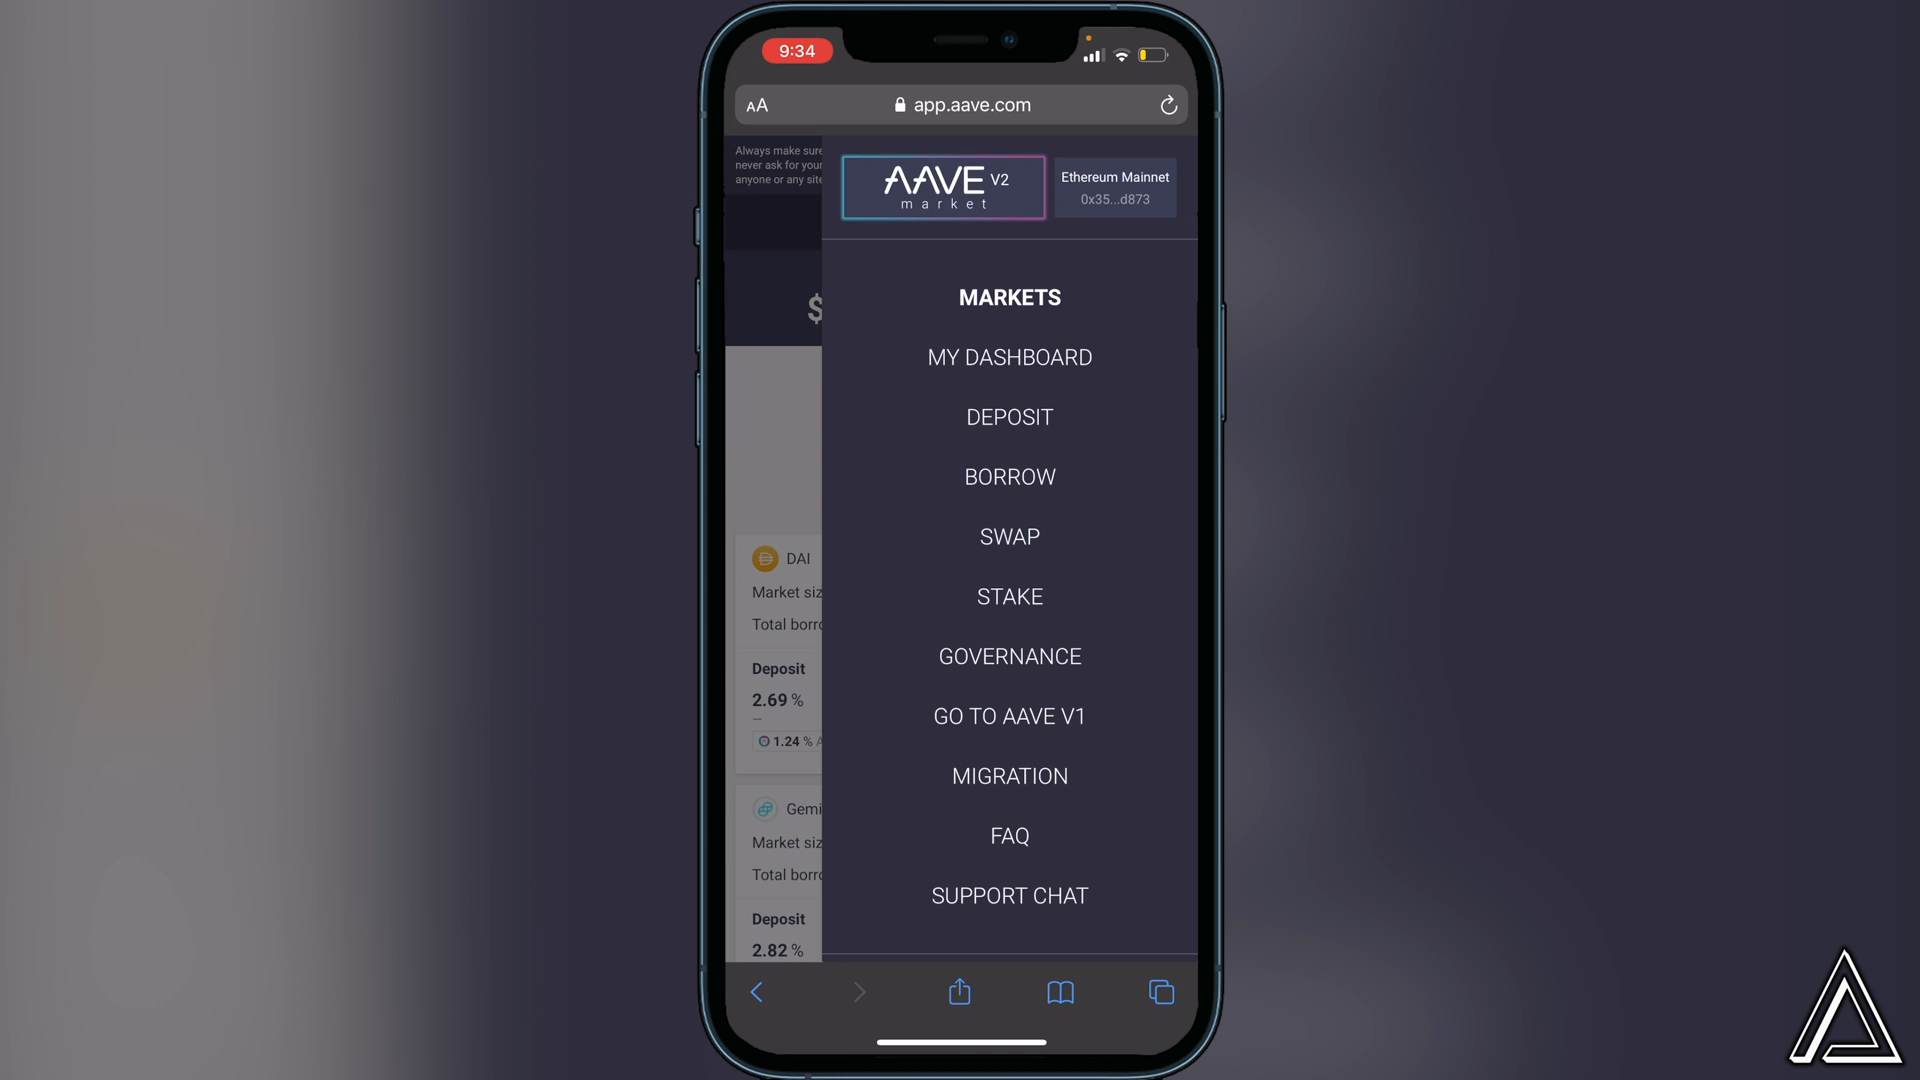 9:34
AA
app.aave.com
Always make sure
never ask for your
anyone or any site
AAVE V2
market
Ethereum Mainnet
0x35...d873
$
MARKETS
MY DASHBOARD
DEPOSIT
BORROW
SWAP
STAKE
GOVERNANCE
GO TO AAVE V1
MIGRATION
FAQ
SUPPORT CHAT
DAI
Market siz
Total borro
Deposit
2.69 %
—
1.24 % A
Gemi
Market siz
Total borro
Deposit
2.82 %